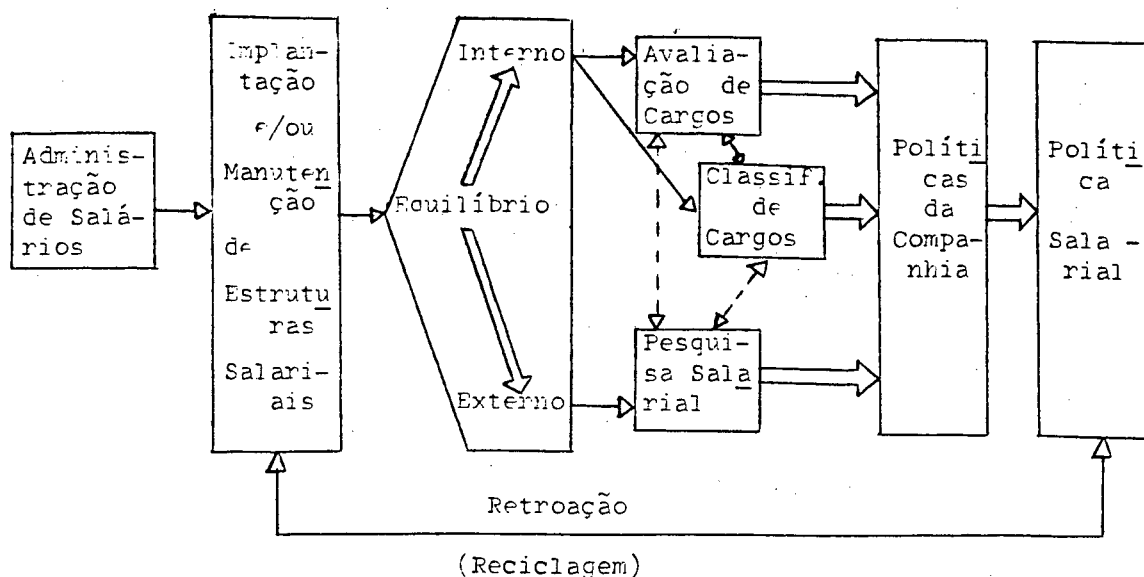 Adminis-
tração
de Salá-
rios
Implan-
tação
e/ou
Manuten
ção
de
Estrutu
ras
Salari-
ais
Interno
Equilíbrio
Externo
Avalia-
ção de
Cargos
Classif.
de
Cargos
Pesqui-
sa Sala
rial
Políti
cas
da
Compa-
nhia
Políti
ca
Sala-
rial
Retroação
(Reciclagem)